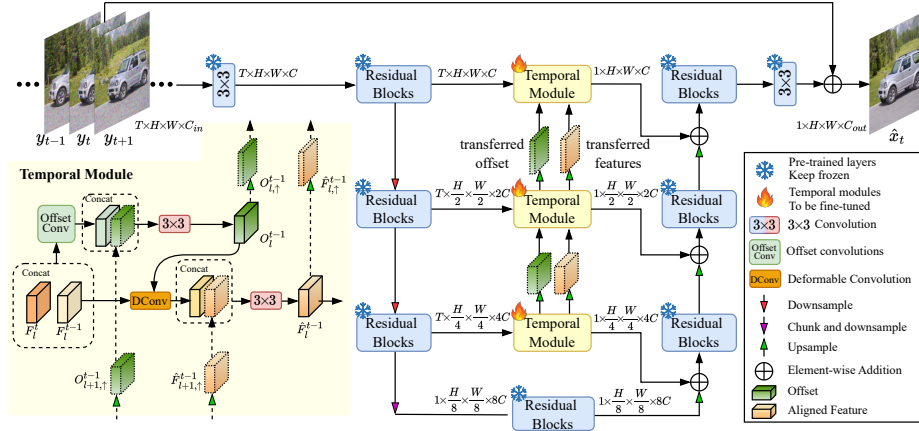 y_{t-1} y_t y_{t+1}
T×H×W×C_{in}
3×3
Residual Blocks
T×H×W×C
Temporal Module
1×H×W×C
Residual Blocks
3×3
1×H×W×C_{out}
x̂_t
Temporal Module
Offset Conv
Concat
3×3
O_{l,↑}^{t-1}
F̂_{l,↑}^{t-1}
O_l^{t-1}
Concat
F_l^t
F_l^{t-1}
DConv
Concat
3×3
F̂_l^{t-1}
O_{l+1,↑}^{t-1}
F̂_{l+1,↑}^{t-1}
transferred offset
transferred features
Residual Blocks
T×H/2×W/2×2C
Temporal Module
1×H/2×W/2×2C
Residual Blocks
Residual Blocks
T×H/4×W/4×4C
Temporal Module
1×H/4×W/4×4C
Residual Blocks
1×H/8×W/8×8C
Residual Blocks
1×H/8×W/8×8C
Pre-trained layers
Keep frozen
Temporal modules
To be fine-tuned
3×3 3×3 Convolution
Offset Conv Offset convolutions
DConv Deformable Convolution
Downsample
Chunk and downsample
Upsample
Element-wise Addition
Offset
Aligned Feature